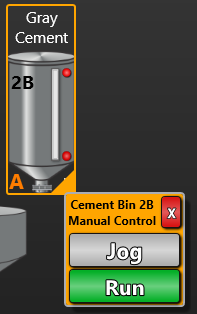 Gray
Cement
2B
A
Cement Bin 2B
Manual Control
X
Jog
Run